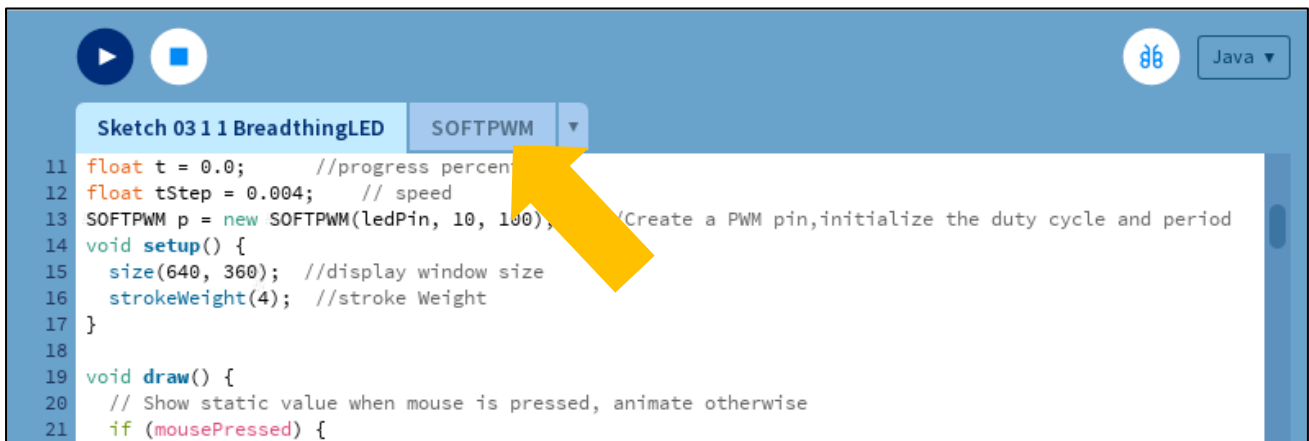 Java ▼
Sketch 03 1 1 BreadthingLED SOFTPWM ▼
11 float t = 0.0; //progress percen
12 float tStep = 0.004; // speed
13 SOFTPWM p = new SOFTPWM(ledPin, 10, 100); /Create a PWM pin,initialize the duty cycle and period
14 void setup() {
15 size(640, 360); //display window size
16 strokeWeight(4); //stroke Weight
17 }
18
19 void draw() {
20 // Show static value when mouse is pressed, animate otherwise
21 if (mousePressed) {